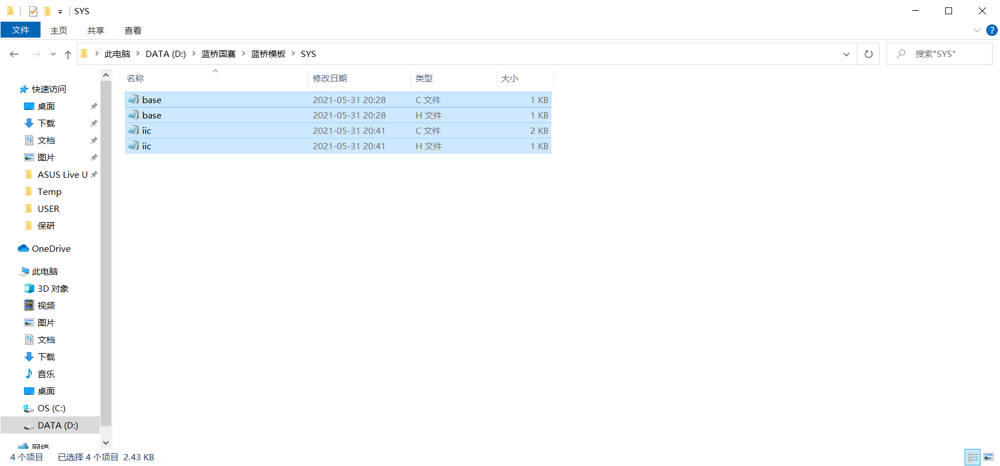 SYS
文件 主页 共享 查看
此电脑 DATA (D:) 蓝桥国赛 蓝桥模板 SYS
搜索"SYS"
名称 修改日期 类型 大小
base 2021-05-31 20:28 C 文件 1 KB
base 2021-05-31 20:28 H 文件 1 KB
iic 2021-05-31 20:41 C 文件 2 KB
iic 2021-05-31 20:41 H 文件 1 KB
快速访问
桌面
下载
文档
图片
ASUS Live U
Temp
USER
保研
OneDrive
此电脑
3D 对象
视频
图片
文档
下载
音乐
桌面
OS (C:)
DATA (D:)
网络
4 个项目 已选择 4 个项目 2.43 KB